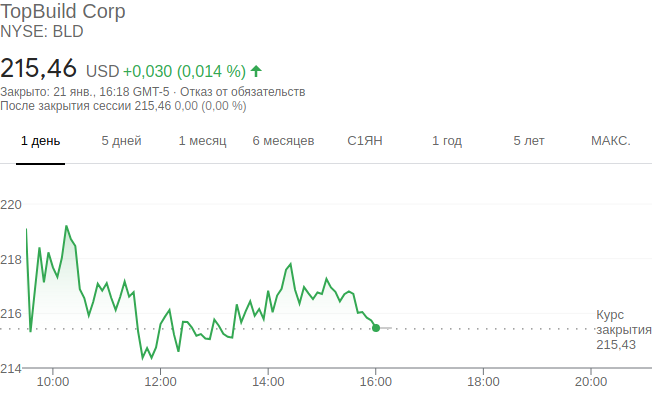 TopBuild Corp
NYSE: BLD
215,46 USD +0,030 (0,014 %)
Закрыто: 21 янв., 16:18 GMT-5 · Отказ от обязательств
После закрытия сессии 215,46 0,00 (0,00 %)
1 день 5 дней 1 месяц 6 месяцев С1ЯН 1 год 5 лет МАКС.
220
218
216
Курс
закрытия
215,43
214
10:00 12:00 14:00 16:00 18:00 20:00